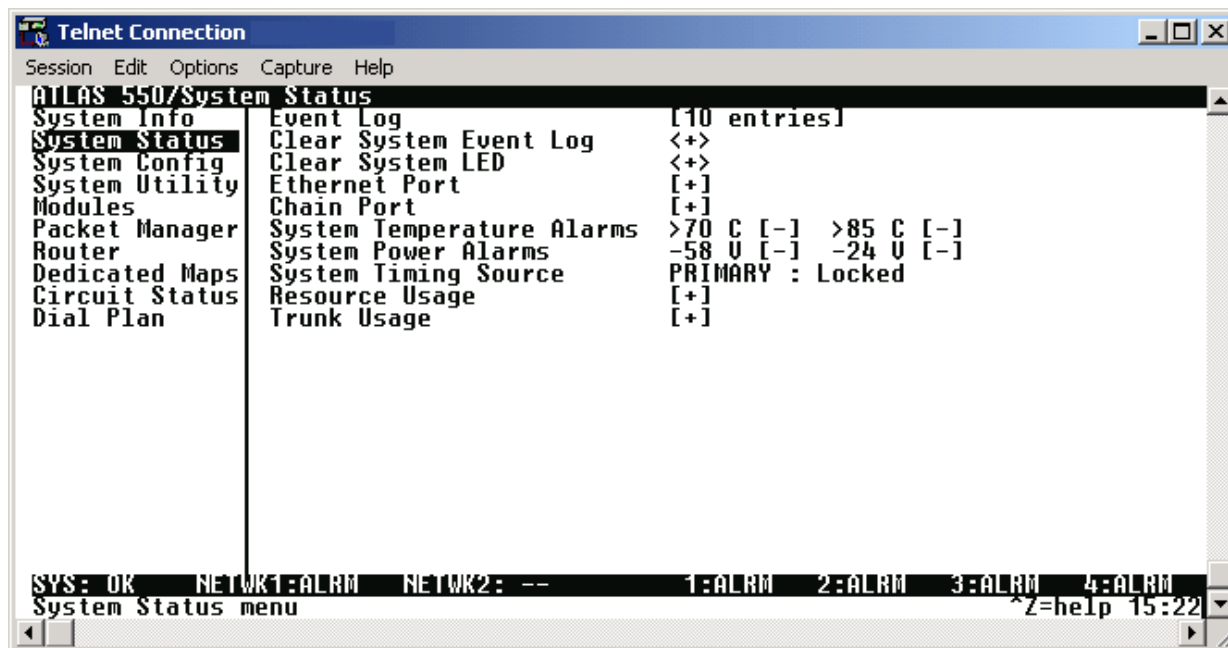 Telnet Connection
Session Edit Options Capture Help
ATLAS 550/System Status
System Info Event Log [10 entries]
System Status Clear System Event Log <+>
System Config Clear System LED <+>
System Utility Ethernet Port [+]
Modules Chain Port [+]
Packet Manager System Temperature Alarms >70 C [-] >85 C [-]
Router System Power Alarms -58 V [-] -24 V [-]
Dedicated Maps System Timing Source PRIMARY : Locked
Circuit Status Resource Usage [+]
Dial Plan Trunk Usage [+]
SYS: OK NETWK1:ALRM NETWK2: -- 1:ALRM 2:ALRM 3:ALRM 4:ALRM
System Status menu ^Z=help 15:22